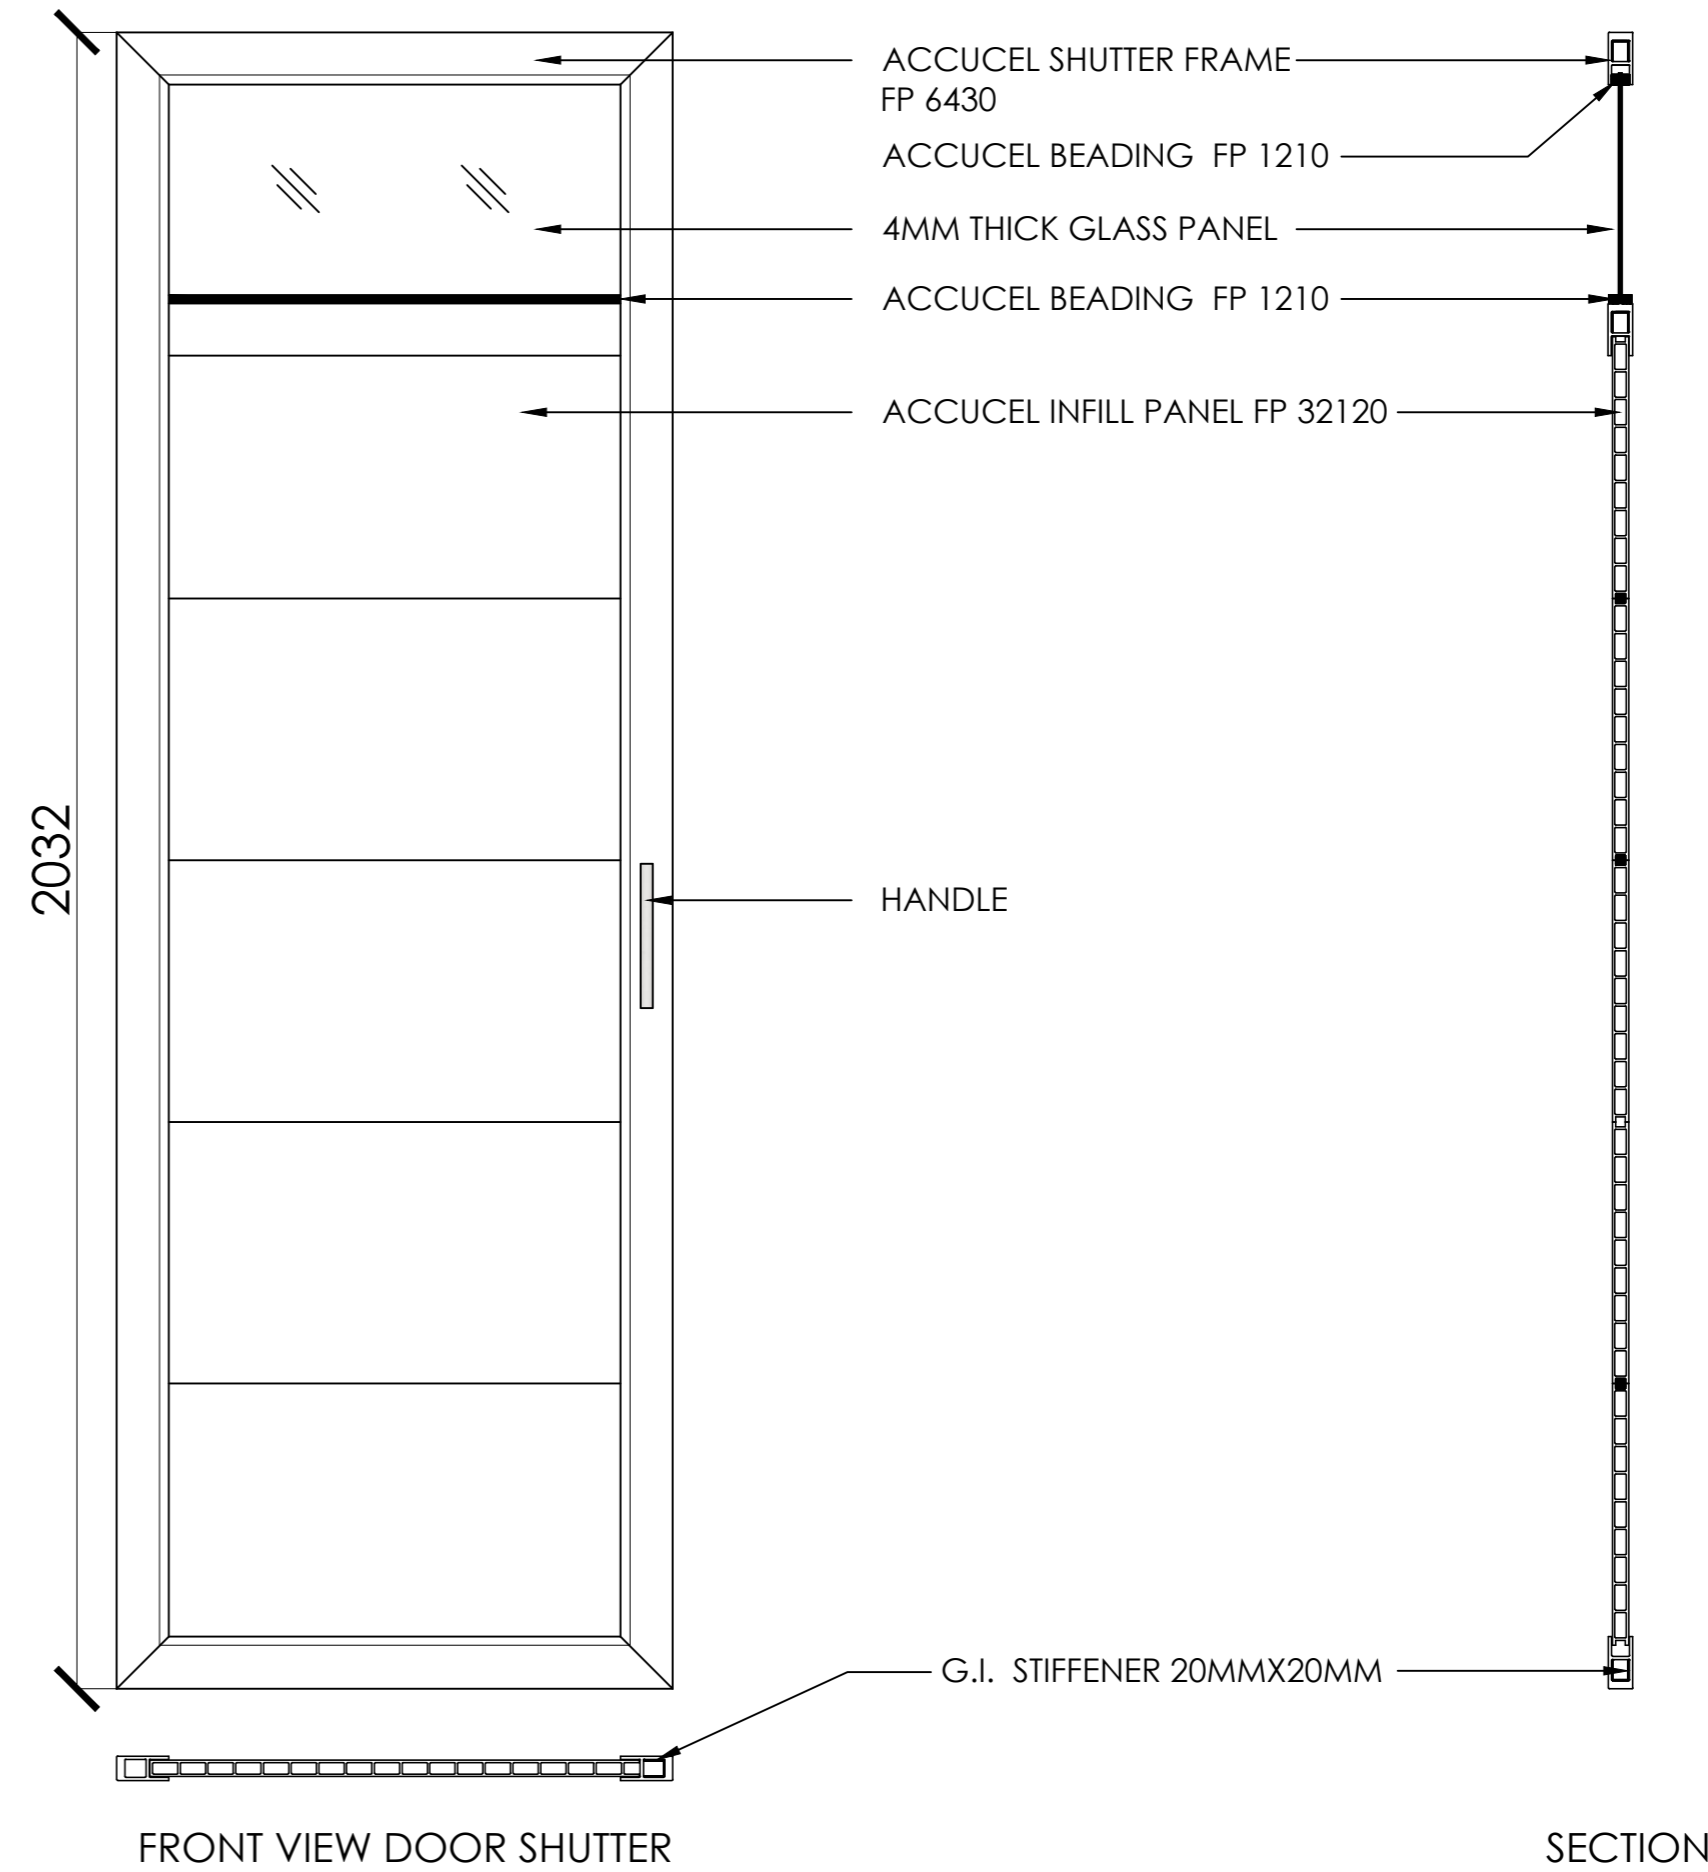 ACCUCEL SHUTTER FRAME
FP 6430
ACCUCEL BEADING FP 1210
4MM THICK GLASS PANEL
ACCUCEL BEADING FP 1210
ACCUCEL INFILL PANEL FP 32120
2032
HANDLE
G.I. STIFFENER 20MMX20MM
FRONT VIEW DOOR SHUTTER
SECTION